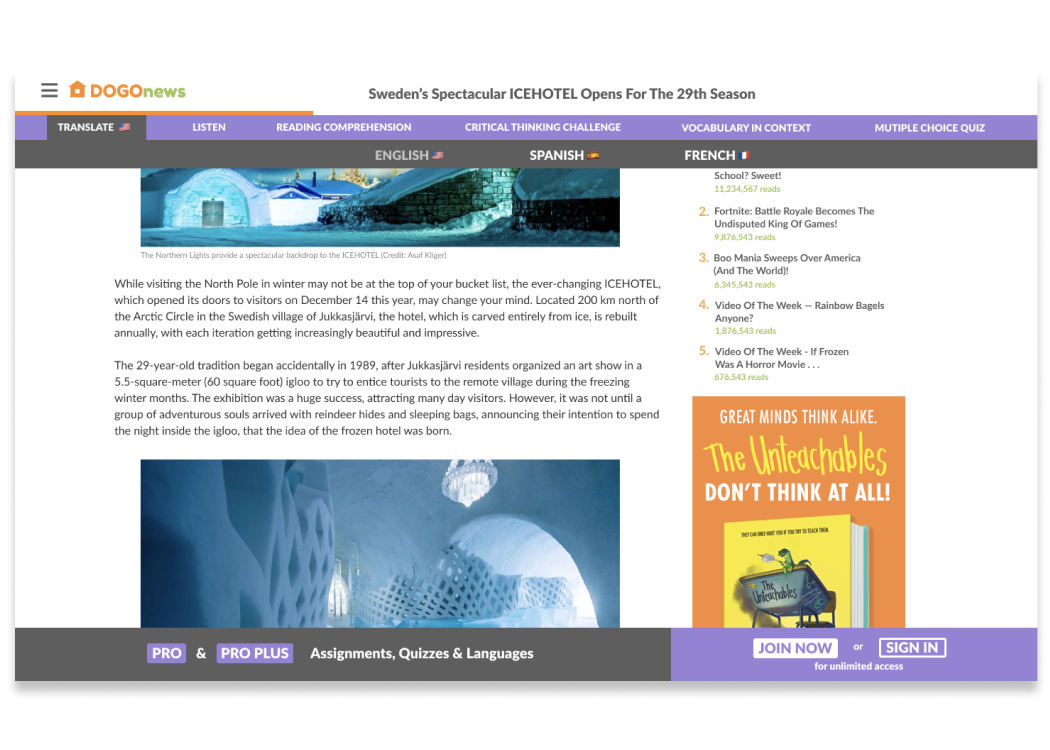 DOGOnews
Sweden's Spectacular ICEHOTEL Opens For The 29th Season
TRANSLATE
LISTEN
READING COMPREHENSION
CRITICAL THINKING CHALLENGE
VOCABULARY IN CONTEXT
MUTIPLE CHOICE QUIZ
ENGLISH
SPANISH
FRENCH
The Northern Lights provide a spectacular backdrop to the ICEHOTEL (Credit: Asaf Kliger)
While visiting the North Pole in winter may not be at the top of your bucket list, the ever-changing ICEHOTEL,
which opened its doors to visitors on December 14 this year, may change your mind. Located 200 km north of
the Arctic Circle in the Swedish village of Jukkasjärvi, the hotel, which is carved entirely from ice, is rebuilt
annually, with each iteration getting increasingly beautiful and impressive.
The 29-year-old tradition began accidentally in 1989, after Jukkasjärvi residents organized an art show in a
5.5-square-meter (60 square foot) igloo to try to entice tourists to the remote village during the freezing
winter months. The exhibition was a huge success, attracting many day visitors. However, it was not until a
group of adventurous souls arrived with reindeer hides and sleeping bags, announcing their intention to spend
the night inside the igloo, that the idea of the frozen hotel was born.
School? Sweet!
11,234,567 reads
2. Fortnite: Battle Royale Becomes The
Undisputed King Of Games!
9,876,543 reads
3. Boo Mania Sweeps Over America
(And The World)!
6,345,543 reads
4. Video Of The Week — Rainbow Bagels
Anyone?
1,876,543 reads
5. Video Of The Week - If Frozen
Was A Horror Movie . . .
676,543 reads
GREAT MINDS THINK ALIKE.
The Unteachables
DON'T THINK AT ALL!
THEY CAN ONLY HURT YOU IF YOU TRY TO TEACH THEM.
The
Unteachables
PRO & PRO PLUS Assignments, Quizzes & Languages
JOIN NOW or SIGN IN
for unlimited access